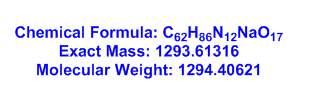 Chemical Formula: C₆₂H₈₆N₁₂NaO₁₇
Exact Mass: 1293.61316
Molecular Weight: 1294.40621